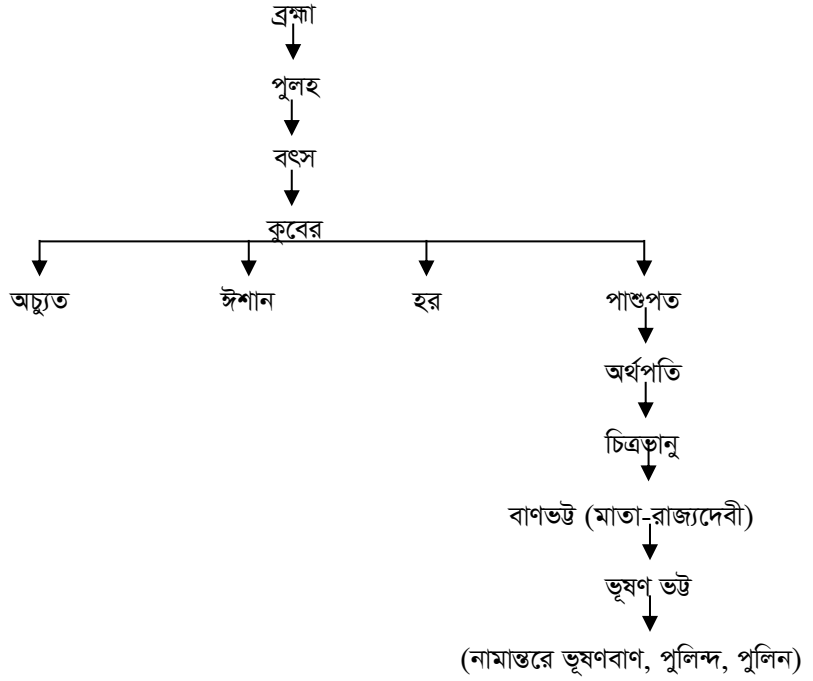 ব্রহ্মা
পুলহ
বৎস
কুবের
অচ্যুত ঈশান হর পাশুপত
অর্থপতি
চিত্রভানু
বাণভট্ট (মাতা-রাজ্যদেবী)
ভূষণ ভট্ট
(নামান্তরে ভূষণবাণ, পুলিন্দ, পুলিন)